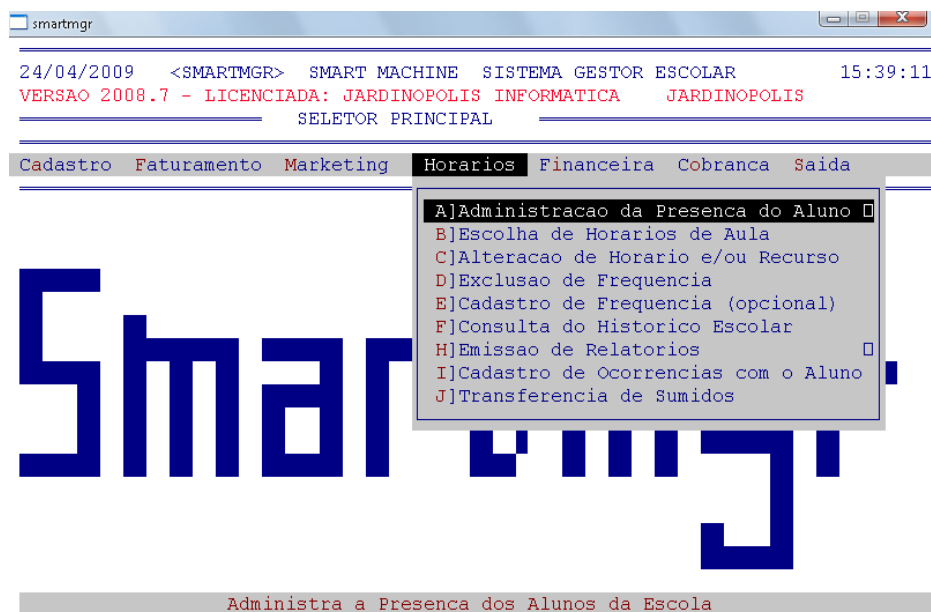 smartmgr
24/04/2009 <SMARTMGR> SMART MACHINE SISTEMA GESTOR ESCOLAR 15:39:11
VERSAO 2008.7 - LICENCIADA: JARDINOPOLIS INFORMATICA JARDINOPOLIS
SELETOR PRINCIPAL
Cadastro Faturamento Marketing Horarios Financeira Cobranca Saida
A]Administracao da Presenca do Aluno
B]Escolha de Horarios de Aula
C]Alteracao de Horario e/ou Recurso
D]Exclusao de Frequencia
E]Cadastro de Frequencia (opcional)
F]Consulta do Historico Escolar
H]Emissao de Relatorios
I]Cadastro de Ocorrencias com o Aluno
J]Transferencia de Sumidos
Smartmgr
Administra a Presenca dos Alunos da Escola